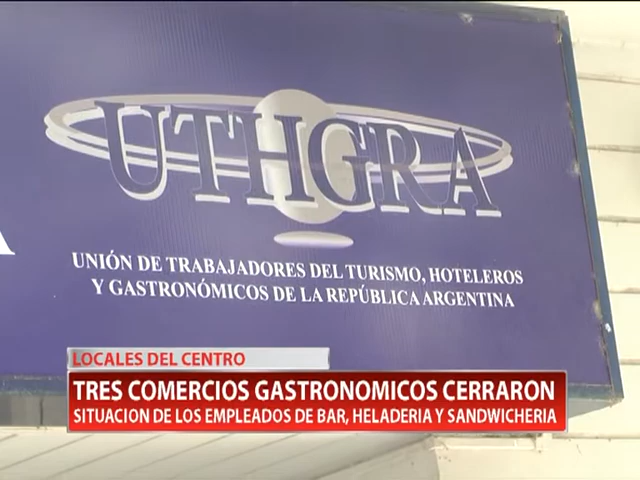 UTHGRA
A
UNIÓN DE TRABAJADORES DEL TURISMO, HOTELEROS
Y GASTRONÓMICOS DE LA REPÚBLICA ARGENTINA
LOCALES DEL CENTRO
TRES COMERCIOS GASTRONOMICOS CERRARON
SITUACION DE LOS EMPLEADOS DE BAR, HELADERIA Y SANDWICHERIA